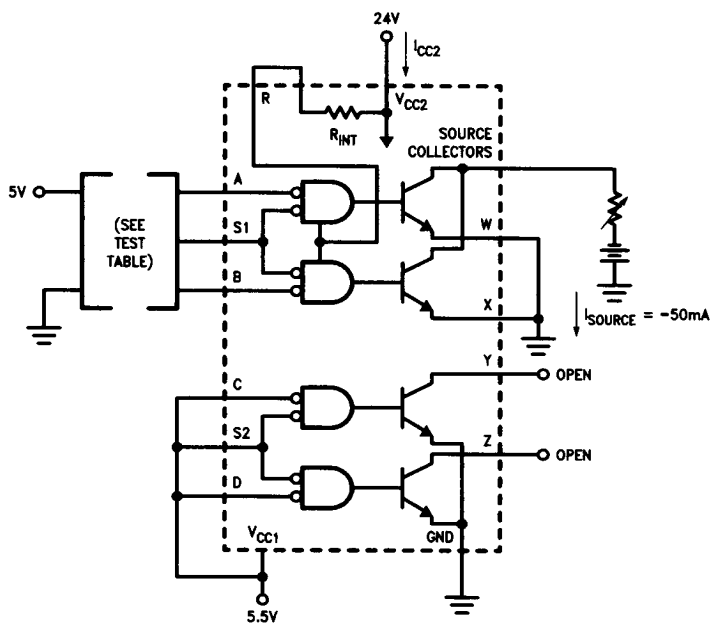 24V
ICC2
R
VCC2
RINT
SOURCE
COLLECTORS
A
5V
(SEE
TEST
TABLE)
S1
W
B
X
ISOURCE = -50mA
Y
OPEN
C
S2
Z
OPEN
D
VCC1
GND
5.5V